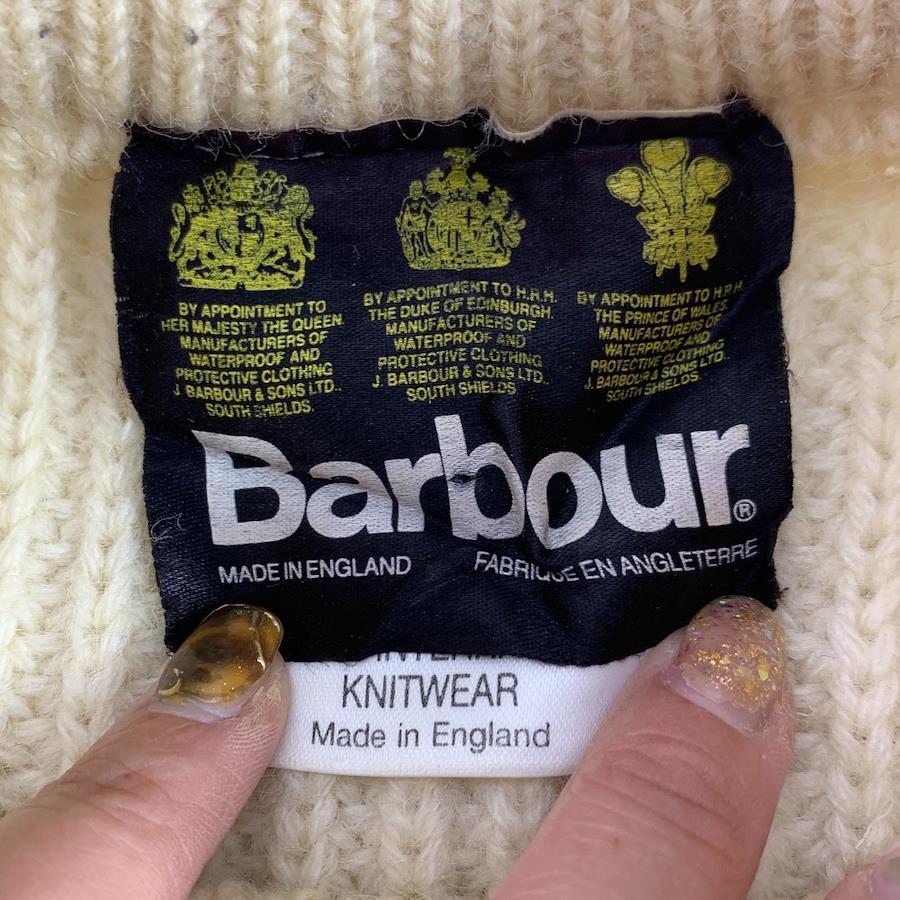 BY APPOINTMENT TO
HER MAJESTY THE QUEEN
MANUFACTURERS OF
WATERPROOF AND
PROTECTIVE CLOTHING
J. BARBOUR & SONS LTD..
SOUTH SHIELDS.
BY APPOINTMENT TO H.R.H.
THE DUKE OF EDINBURGH.
MANUFACTURERS OF
WATERPROOF AND
PROTECTIVE CLOTHING
J. BARBOUR & SONS LTD..
SOUTH SHIELDS
BY APPOINTMENT TO H.R.H.
THE PRINCE OF WALES.
MANUFACTURERS OF
WATERPROOF AND
PROTECTIVE CLOTHING
J. BARBOUR & SONS LTD..
SOUTH SHIELDS.
Barbour®
MADE IN ENGLAND FABRIQUE EN ANGLETERRE
KNITWEAR
Made in England